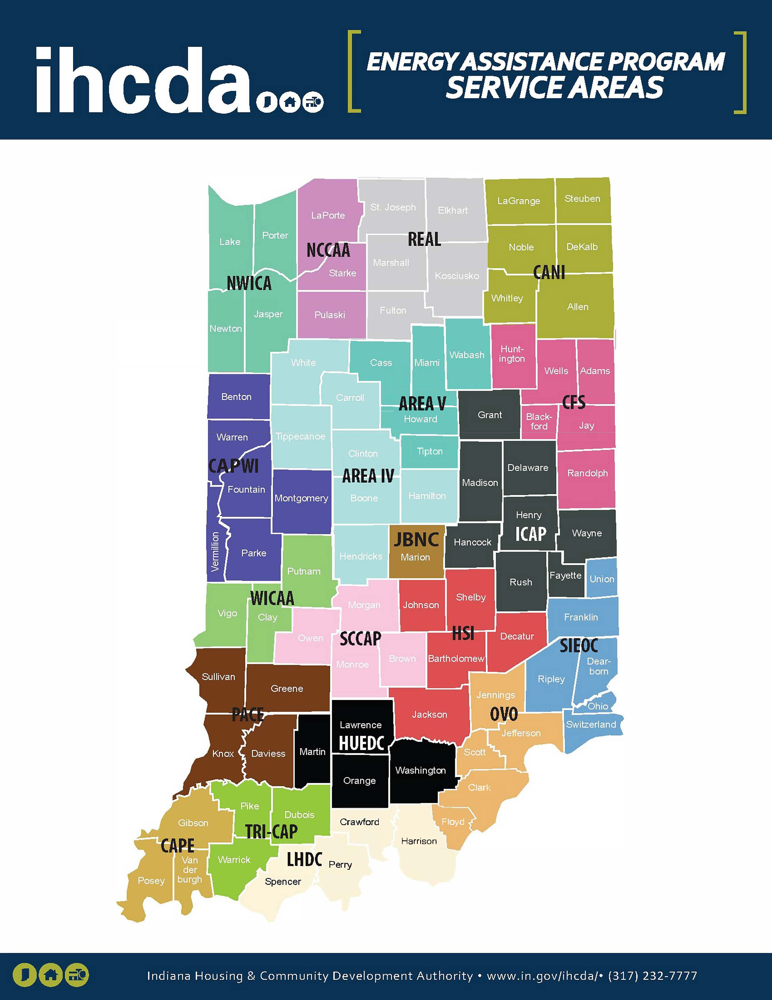 ihcda
ENERGY ASSISTANCE PROGRAM
SERVICE AREAS
LaGrange
Steuben
St. Joseph
Elkhart
LaPorte
Porter
Lake
REAL
Noble
DeKalb
NCCAA
Marshall
Starke
Kosciusko
CANI
NWICA
Whitley
Allen
Jasper
Pulaski
Fulton
Newton
White
Cass
Miami
Wabash
Hunt-
ington
Wells
Adams
Benton
Carroll
AREA V
CFS
Howard
Grant
Black-
ford
Jay
Warren
Tippecanoe
Clinton
Tipton
CAPWI
AREA IV
Delaware
Randolph
Madison
Fountain
Montgomery
Boone
Hamilton
Henry
ICAP
Wayne
Vermillion
Parke
Hendricks
JBNC
Marion
Hancock
Putnam
Rush
Fayette
Union
WICAA
Vigo
Clay
Morgan
Johnson
Shelby
Franklin
Owen
SCCAP
HSI
Decatur
SIEOC
Monroe
Brown
Bartholomew
Dear-
born
Sullivan
Greene
Ripley
Jennings
Ohio
PACE
Lawrence
Jackson
OVO
Switzerland
HUEDC
Jefferson
Knox
Daviess
Martin
Scott
Orange
Washington
Clark
Pike
Dubois
Gibson
Crawford
Floyd
TRI-CAP
CAPE
Harrison
Van
der
burgh
Warrick
LHDC
Perry
Posey
Spencer
Indiana Housing & Community Development Authority • www.in.gov/ihcda/• (317) 232-7777